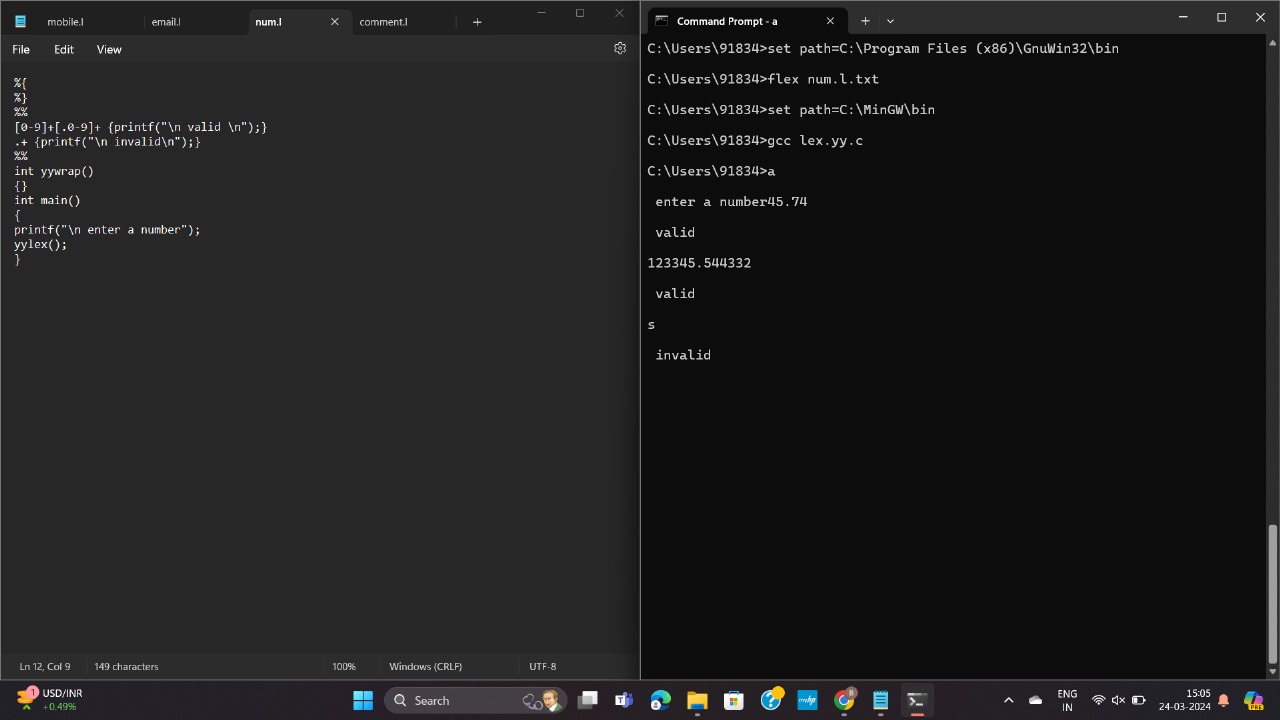 mobile.l email.l num.l comment.l
File Edit View
%{
%}
%%
[0-9]+[.0-9]+ {printf("\n valid \n");}
.+ {printf("\n invalid\n");}
%%
int yywrap()
{}
int main()
{
printf("\n enter a number");
yylex();
}
Ln 12, Col 9 149 characters 100% Windows (CRLF) UTF-8
Command Prompt - a
C:\Users\91834>set path=C:\Program Files (x86)\GnuWin32\bin
C:\Users\91834>flex num.l.txt
C:\Users\91834>set path=C:\MinGW\bin
C:\Users\91834>gcc lex.yy.c
C:\Users\91834>a
enter a number45.74
valid
123345.544332
valid
s
invalid
1 USD/INR
+0.49%
Search
ENG
IN
15:05
24-03-2024
PRE